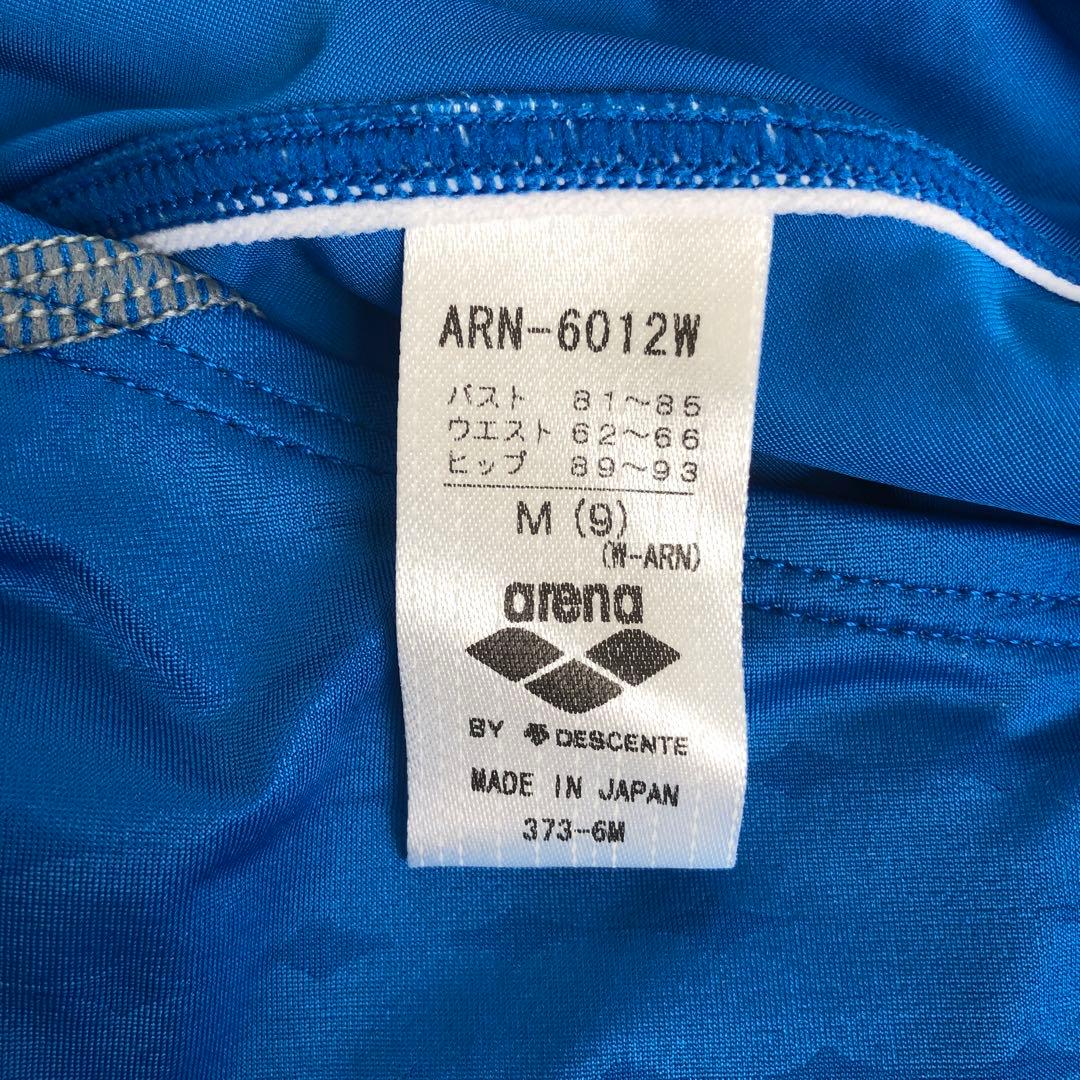 ARN-6012W
バスト 81～85
ウエスト 62～66
ヒップ 89～93
M (9)
(W-ARN)
arena
BY DESCENTE
MADE IN JAPAN
373-6M